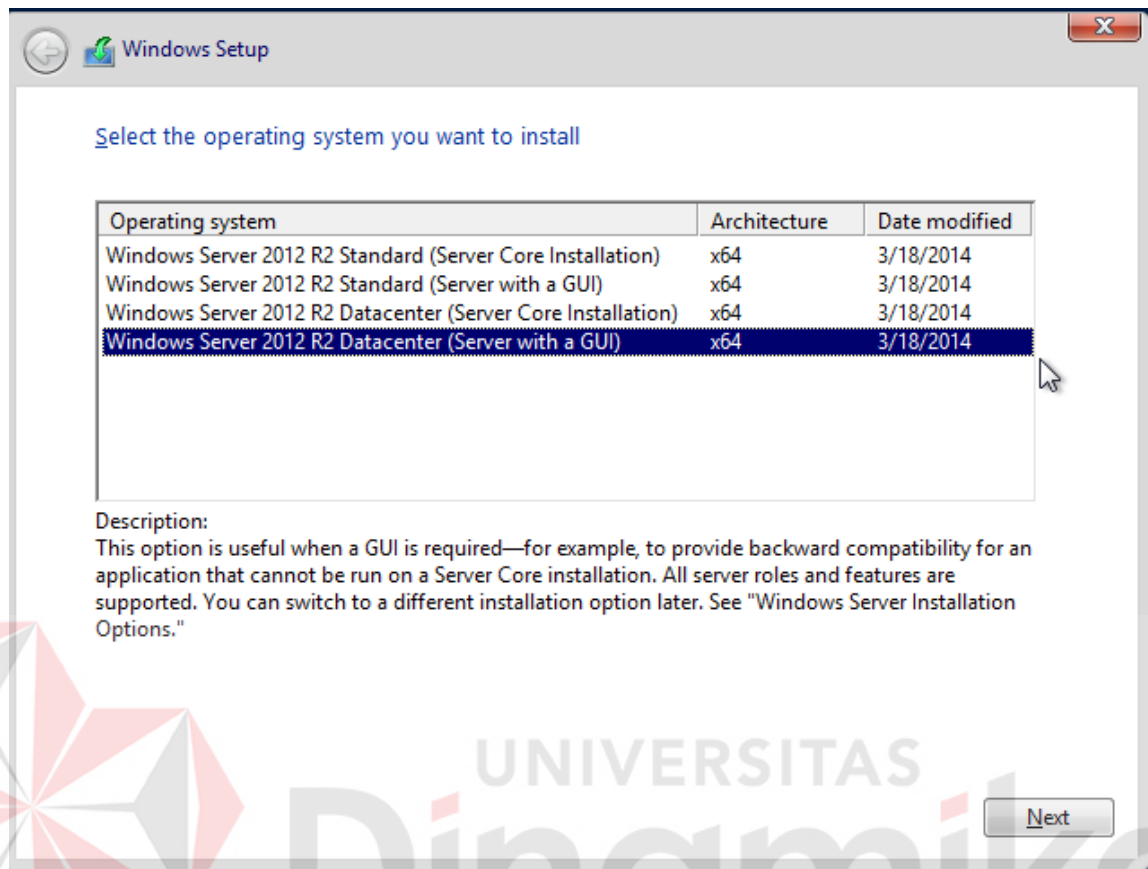 Windows Setup
Select the operating system you want to install
Operating system Architecture Date modified
Windows Server 2012 R2 Standard (Server Core Installation) x64 3/18/2014
Windows Server 2012 R2 Standard (Server with a GUI) x64 3/18/2014
Windows Server 2012 R2 Datacenter (Server Core Installation) x64 3/18/2014
Windows Server 2012 R2 Datacenter (Server with a GUI) x64 3/18/2014
Description:
This option is useful when a GUI is required—for example, to provide backward compatibility for an
application that cannot be run on a Server Core installation. All server roles and features are
supported. You can switch to a different installation option later. See "Windows Server Installation
Options."
UNIVERSITAS
Dinamika
Next